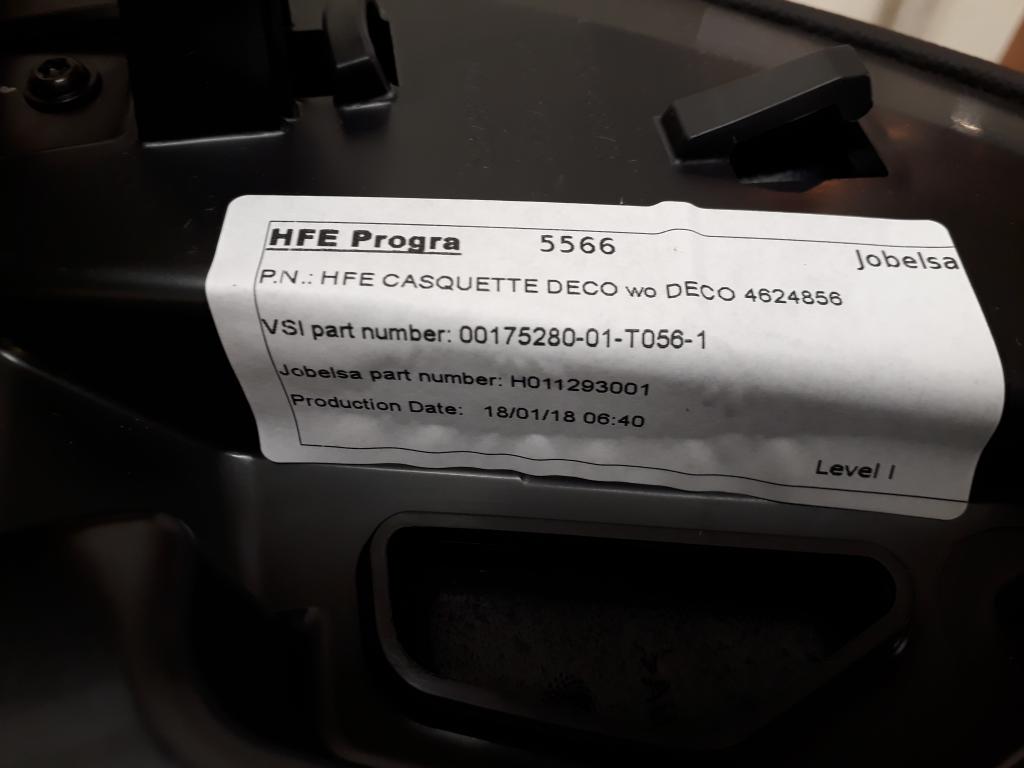 HFE Progra 5566 Jobelsa
P.N.: HFE CASQUETTE DECO wo DECO 4624856
VSI part number: 00175280-01-T056-1
Jobelsa part number: H011293001
Production Date: 18/01/18 06:40
Level I